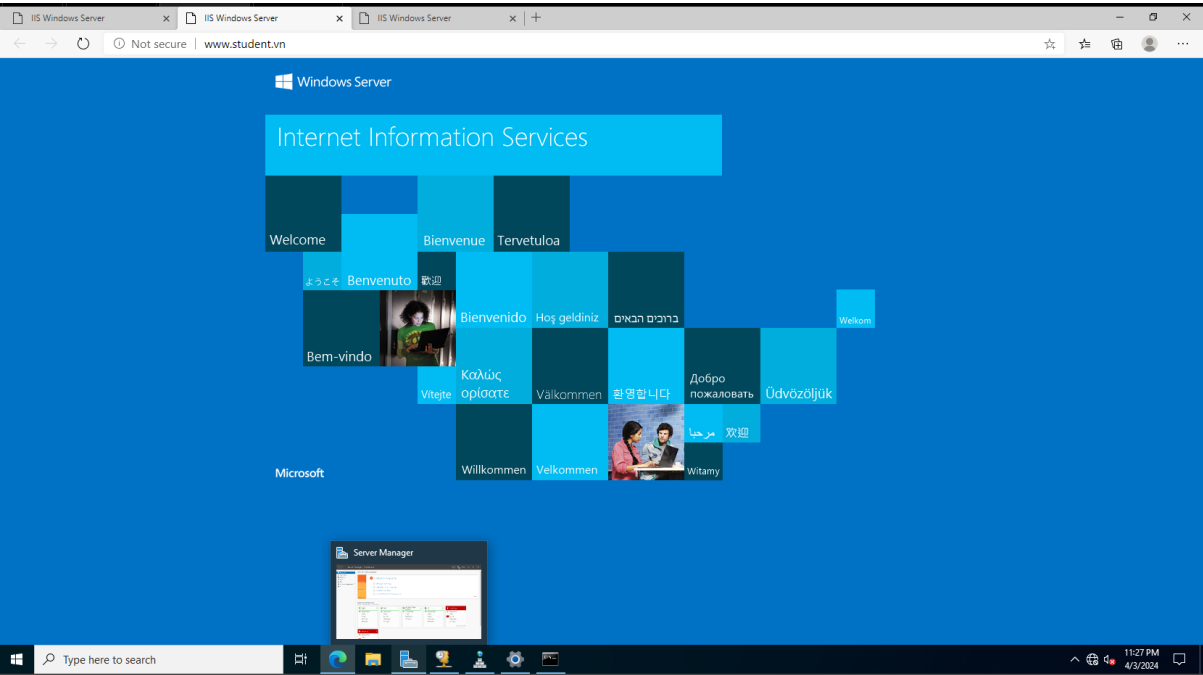 IIS Windows Server
IIS Windows Server
IIS Windows Server
Not secure
www.student.vn
Windows Server
Internet Information Services
Welcome
Bienvenue
Tervetuloa
ようこそ
Benvenuto
歡迎
Bienvenido
Hoş geldiniz
ברוכים הבאים
Welkom
Bem-vindo
Vítejte
Καλώς
ορίσατε
Välkommen
환영합니다
Добро
пожаловать
Üdvözöljük
مرحبا
欢迎
Willkommen
Velkommen
Witamy
Microsoft
Server Manager
Type here to search
11:27 PM
4/3/2024